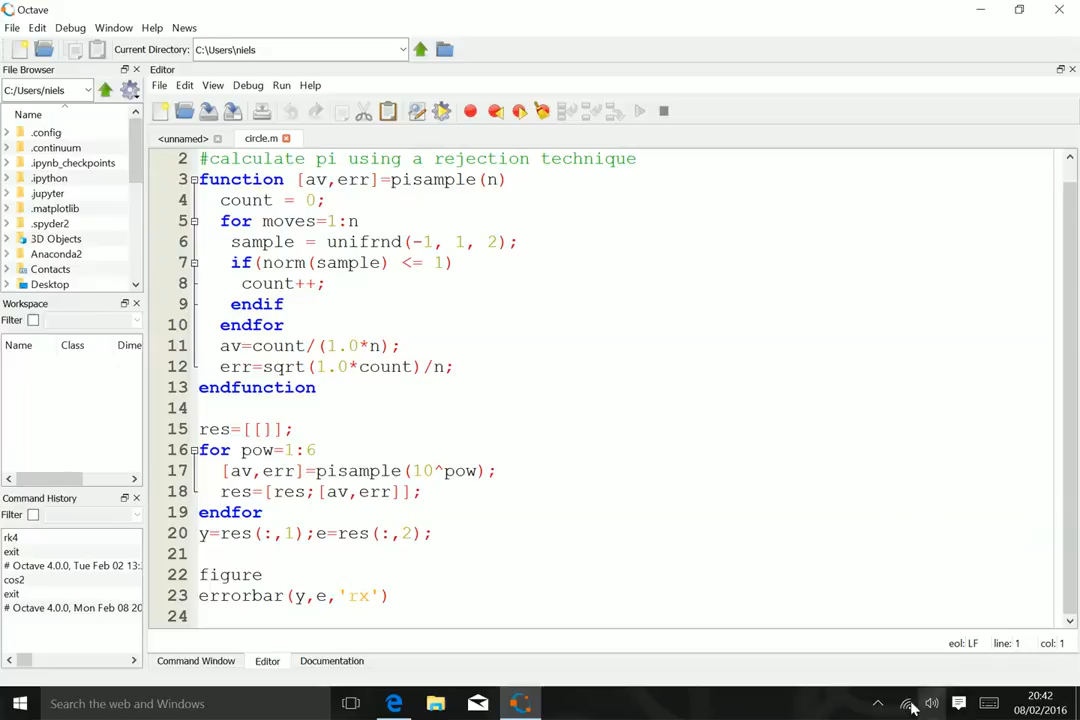 Octave
File Edit Debug Window Help News
Current Directory: C:\Users\niels
File Browser
Editor
C:/Users/niels
File Edit View Debug Run Help
Name
<unnamed> circle.m
.config
.continuum
.ipynb_checkpoints
.ipython
.jupyter
.matplotlib
.spyder2
3D Objects
Anaconda2
Contacts
Desktop
2 #calculate pi using a rejection technique
3 function [av,err]=pisample(n)
4 count = 0;
5 for moves=1:n
6 sample = unifrnd(-1, 1, 2);
7 if(norm(sample) <= 1)
8 count++;
9 endif
10 endfor
11 av=count/(1.0*n);
12 err=sqrt(1.0*count)/n;
13 endfunction
14
15 res=[[]];
16 for pow=1:6
17 [av,err]=pisample(10^pow);
18 res=[res;[av,err]];
19 endfor
20 y=res(:,1);e=res(:,2);
21
22 figure
23 errorbar(y,e,'rx')
24
Workspace
Filter
Name Class Dime
Command History
Filter
rk4
exit
# Octave 4.0.0, Tue Feb 02 13:
cos2
exit
# Octave 4.0.0, Mon Feb 08 20
eol: LF line: 1 col: 1
Command Window Editor Documentation
Search the web and Windows
20:42
08/02/2016